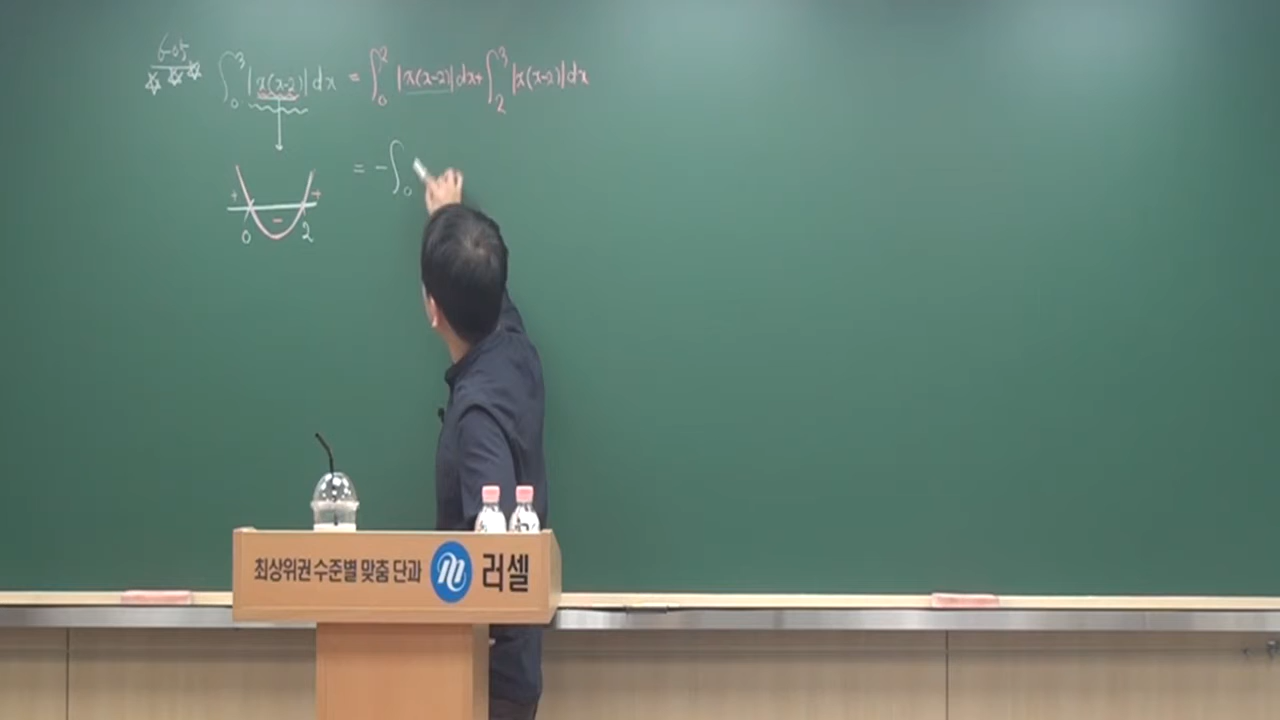 6-05
☆☆☆ ∫₀³ |x(x-2)| dx = ∫₀² |x(x-2)| dx + ∫₂³ |x(x-2)| dx
= -∫₀
+ - +
0 2
최상위권 수준별 맞춤 단과 M 러셀